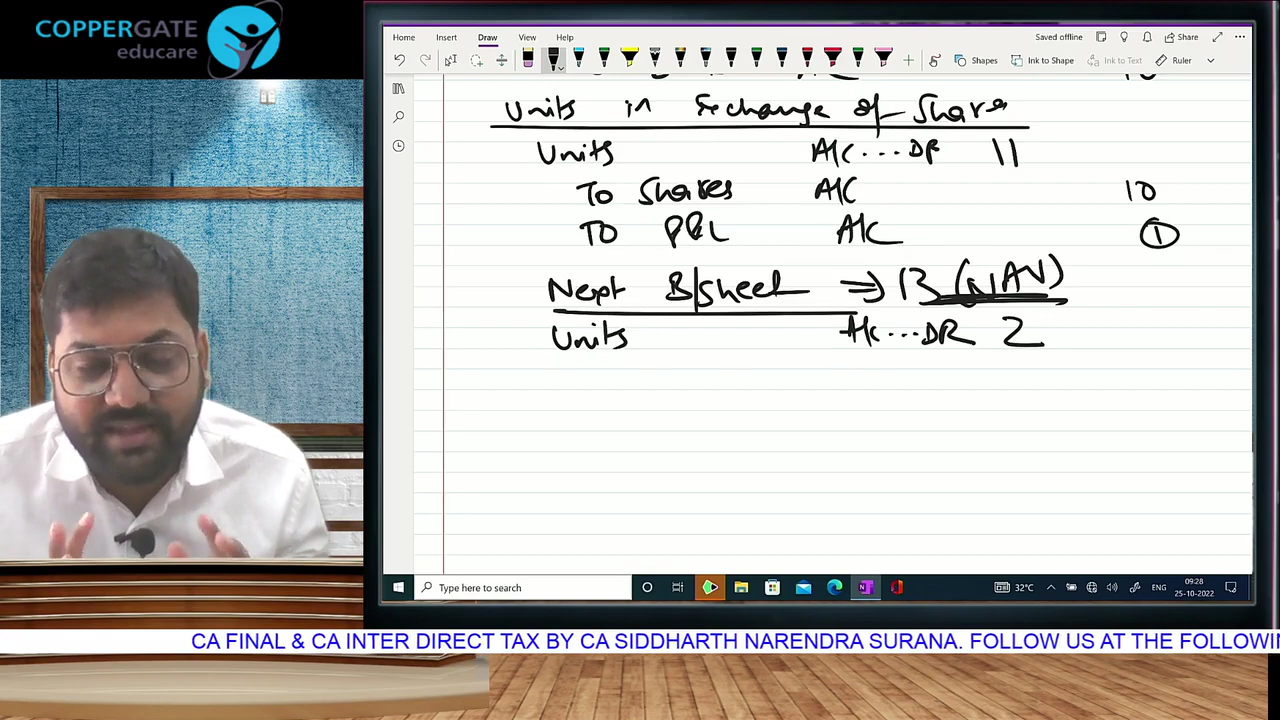 COPPERGATE
educare
Home Insert Draw View Help
Saved offline
Share
Shapes
Ink to Shape
Ink to Text
Ruler
Units in Exchange of Shares
Units A/c ... DR 11
To Shares A/c 10
To P&L A/c 1
Next B/Sheet ⇒ 13 (NAV)
Units A/c ... DR 2
Type here to search
32°C
ENG
09:28
25-10-2022
CA FINAL & CA INTER DIRECT TAX BY CA SIDDHARTH NARENDRA SURANA. FOLLOW US AT THE FOLLOWIN